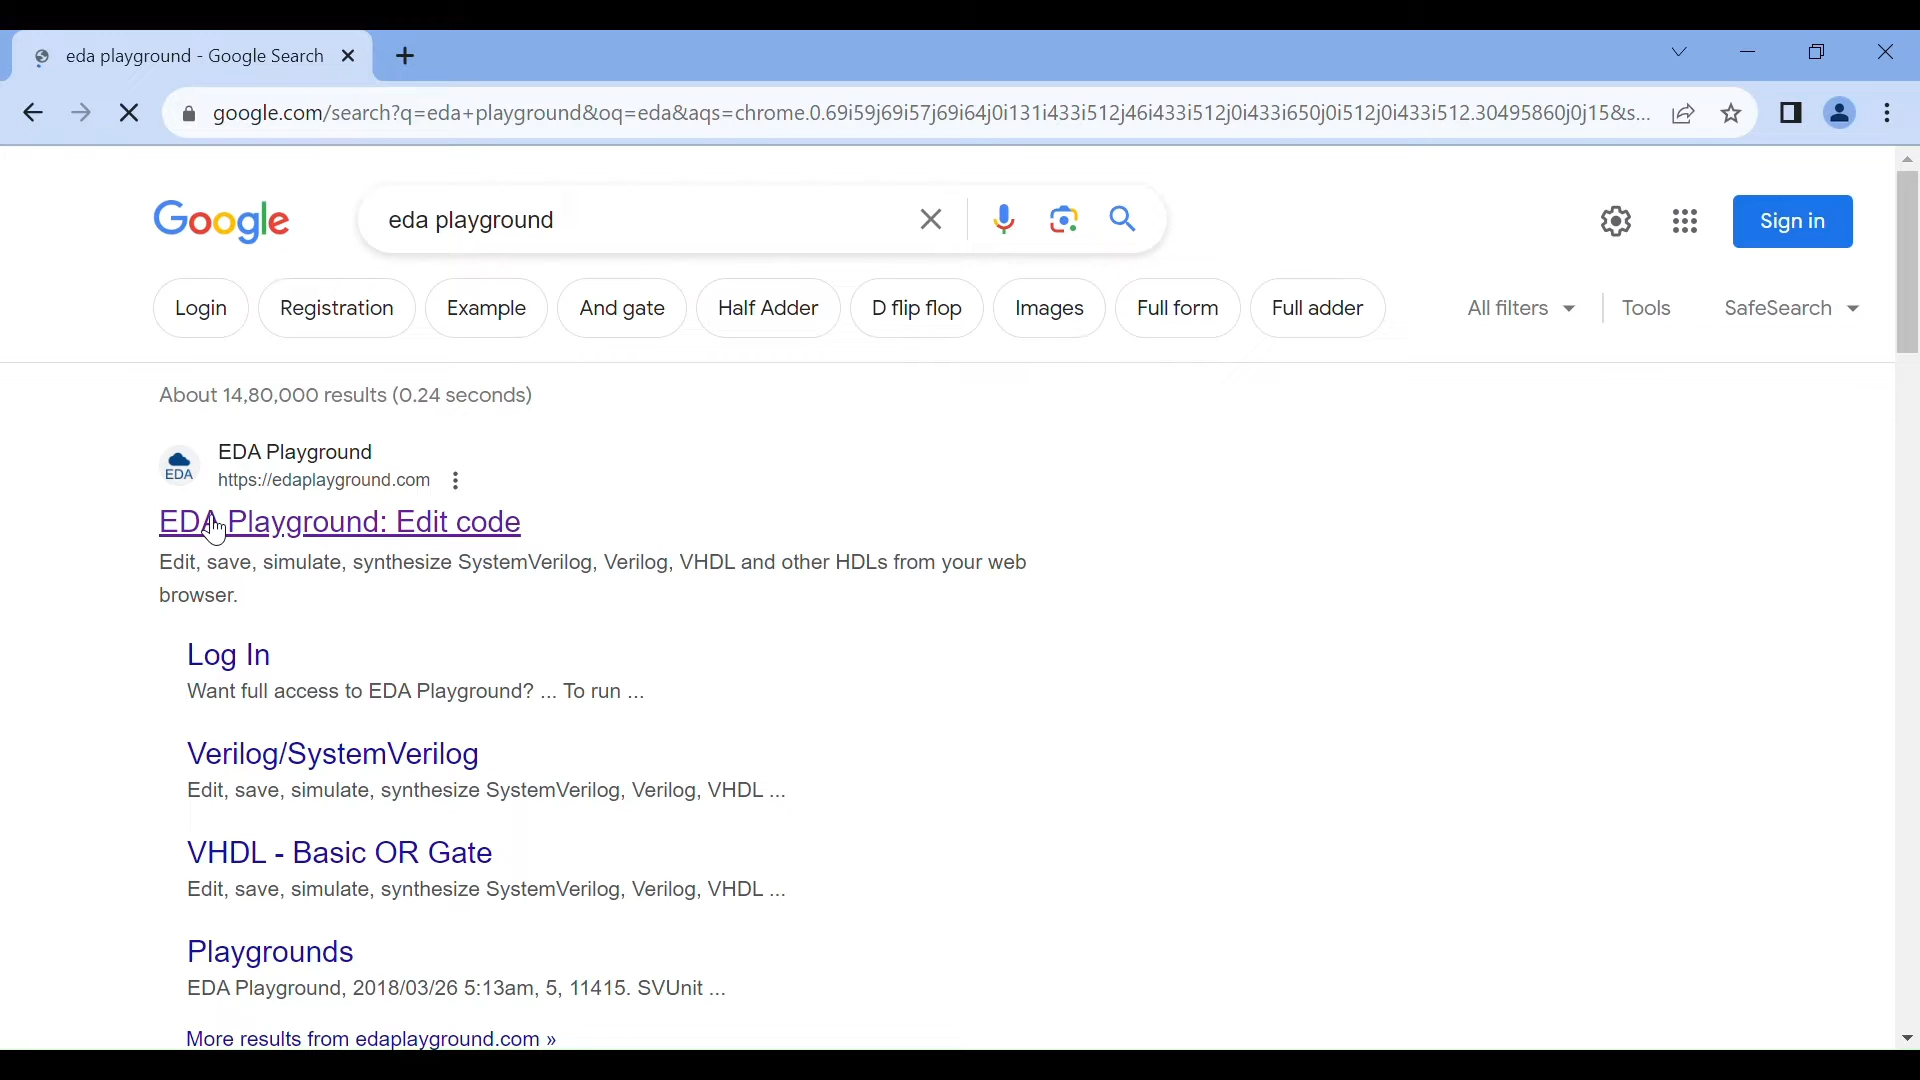 eda playground - Google Search
google.com/search?q=eda+playground&oq=eda&aqs=chrome.0.69i59j69i57j69i64j0i131i433i512j46i433i512j0i433i650j0i512j0i433i512.30495860j0j15&s...
Google
eda playground
Sign in
Login Registration Example And gate Half Adder D flip flop Images Full form Full adder All filters Tools SafeSearch
About 14,80,000 results (0.24 seconds)
EDA
EDA Playground
https://edaplayground.com
EDA Playground: Edit code
Edit, save, simulate, synthesize SystemVerilog, Verilog, VHDL and other HDLs from your web
browser.
Log In
Want full access to EDA Playground? ... To run ...
Verilog/SystemVerilog
Edit, save, simulate, synthesize SystemVerilog, Verilog, VHDL ...
VHDL - Basic OR Gate
Edit, save, simulate, synthesize SystemVerilog, Verilog, VHDL ...
Playgrounds
EDA Playground, 2018/03/26 5:13am, 5, 11415. SVUnit ...
More results from edaplayground.com »